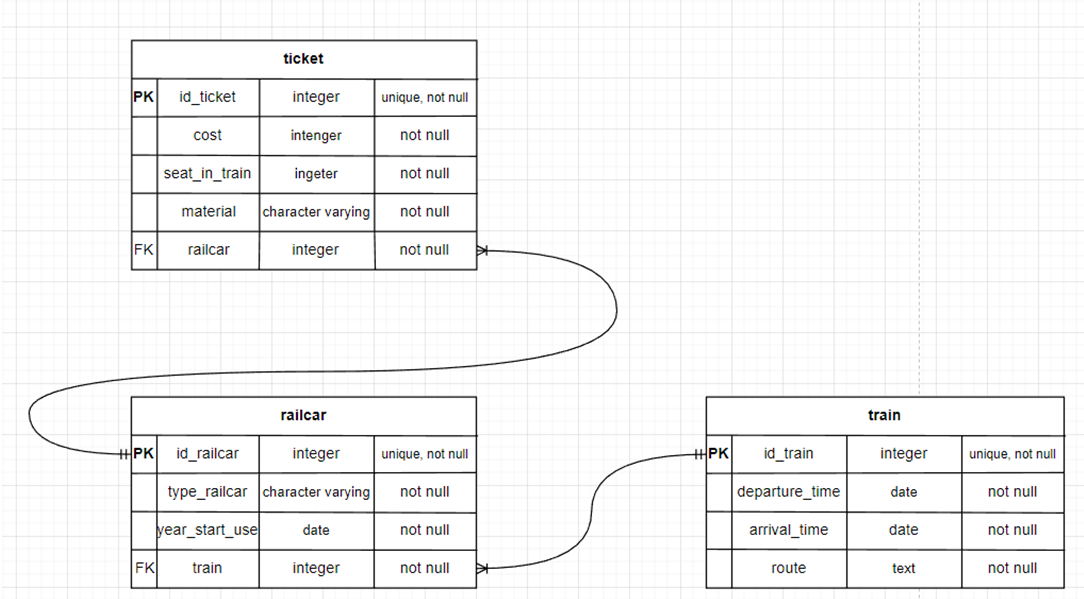 ticket
PK id_ticket integer unique, not null
cost intenger not null
seat_in_train ingeter not null
material character varying not null
FK railcar integer not null
railcar
PK id_railcar integer unique, not null
type_railcar character varying not null
year_start_use date not null
FK train integer not null
train
PK id_train integer unique, not null
departure_time date not null
arrival_time date not null
route text not null